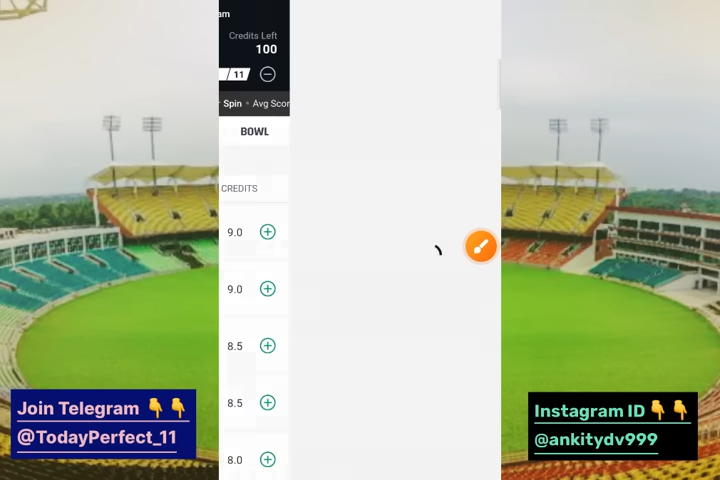 am
Credits Left
100
/ 11
Spin • Avg Scor
BOWL
CREDITS
9.0
9.0
8.5
8.5
8.0
Join Telegram 👇👇
@TodayPerfect_11
Instagram ID👇👇
@ankitydv999